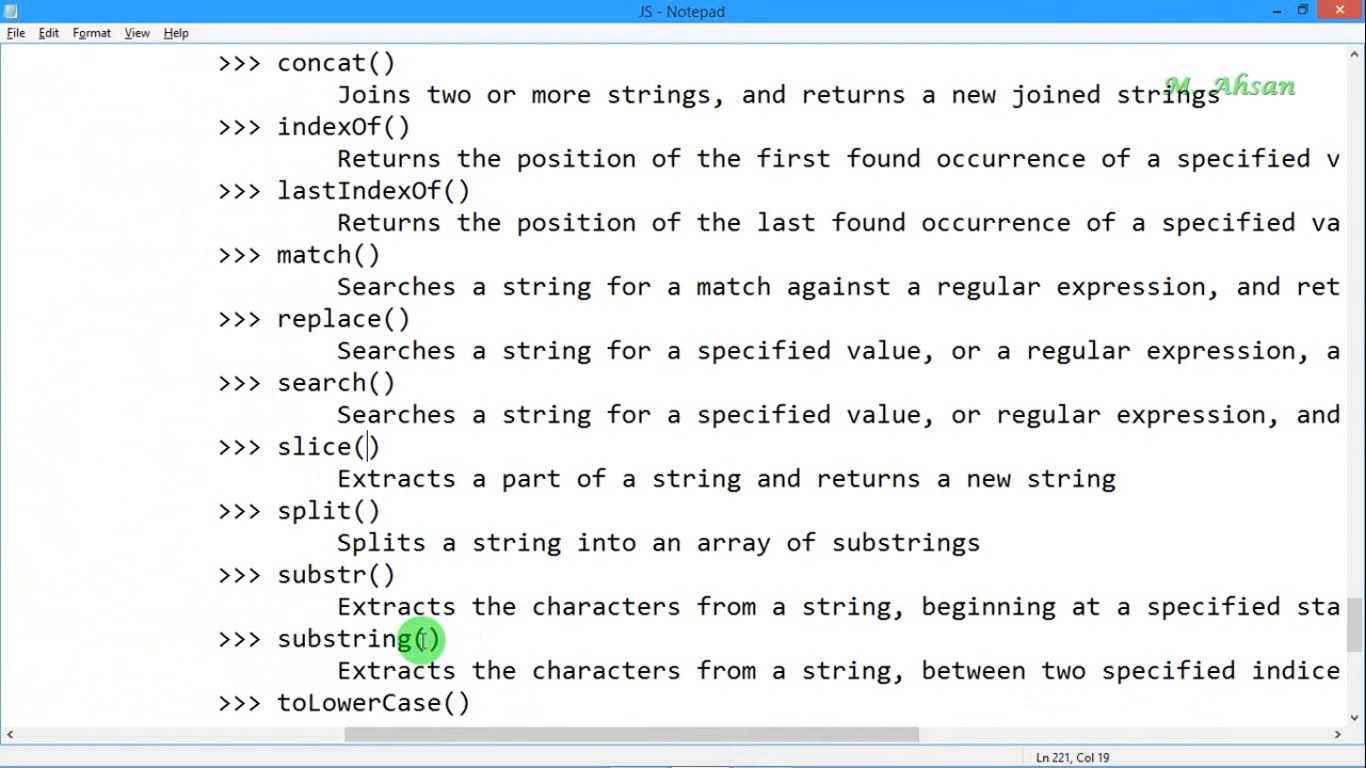 JS - Notepad
File Edit Format View Help
>>> concat()
M. Ahsan
Joins two or more strings, and returns a new joined strings
>>> indexOf()
Returns the position of the first found occurrence of a specified v
>>> lastIndexOf()
Returns the position of the last found occurrence of a specified va
>>> match()
Searches a string for a match against a regular expression, and ret
>>> replace()
Searches a string for a specified value, or a regular expression, a
>>> search()
Searches a string for a specified value, or regular expression, and
>>> slice()
Extracts a part of a string and returns a new string
>>> split()
Splits a string into an array of substrings
>>> substr()
Extracts the characters from a string, beginning at a specified sta
>>> substring()
Extracts the characters from a string, between two specified indice
>>> toLowerCase()
Ln 221, Col 19